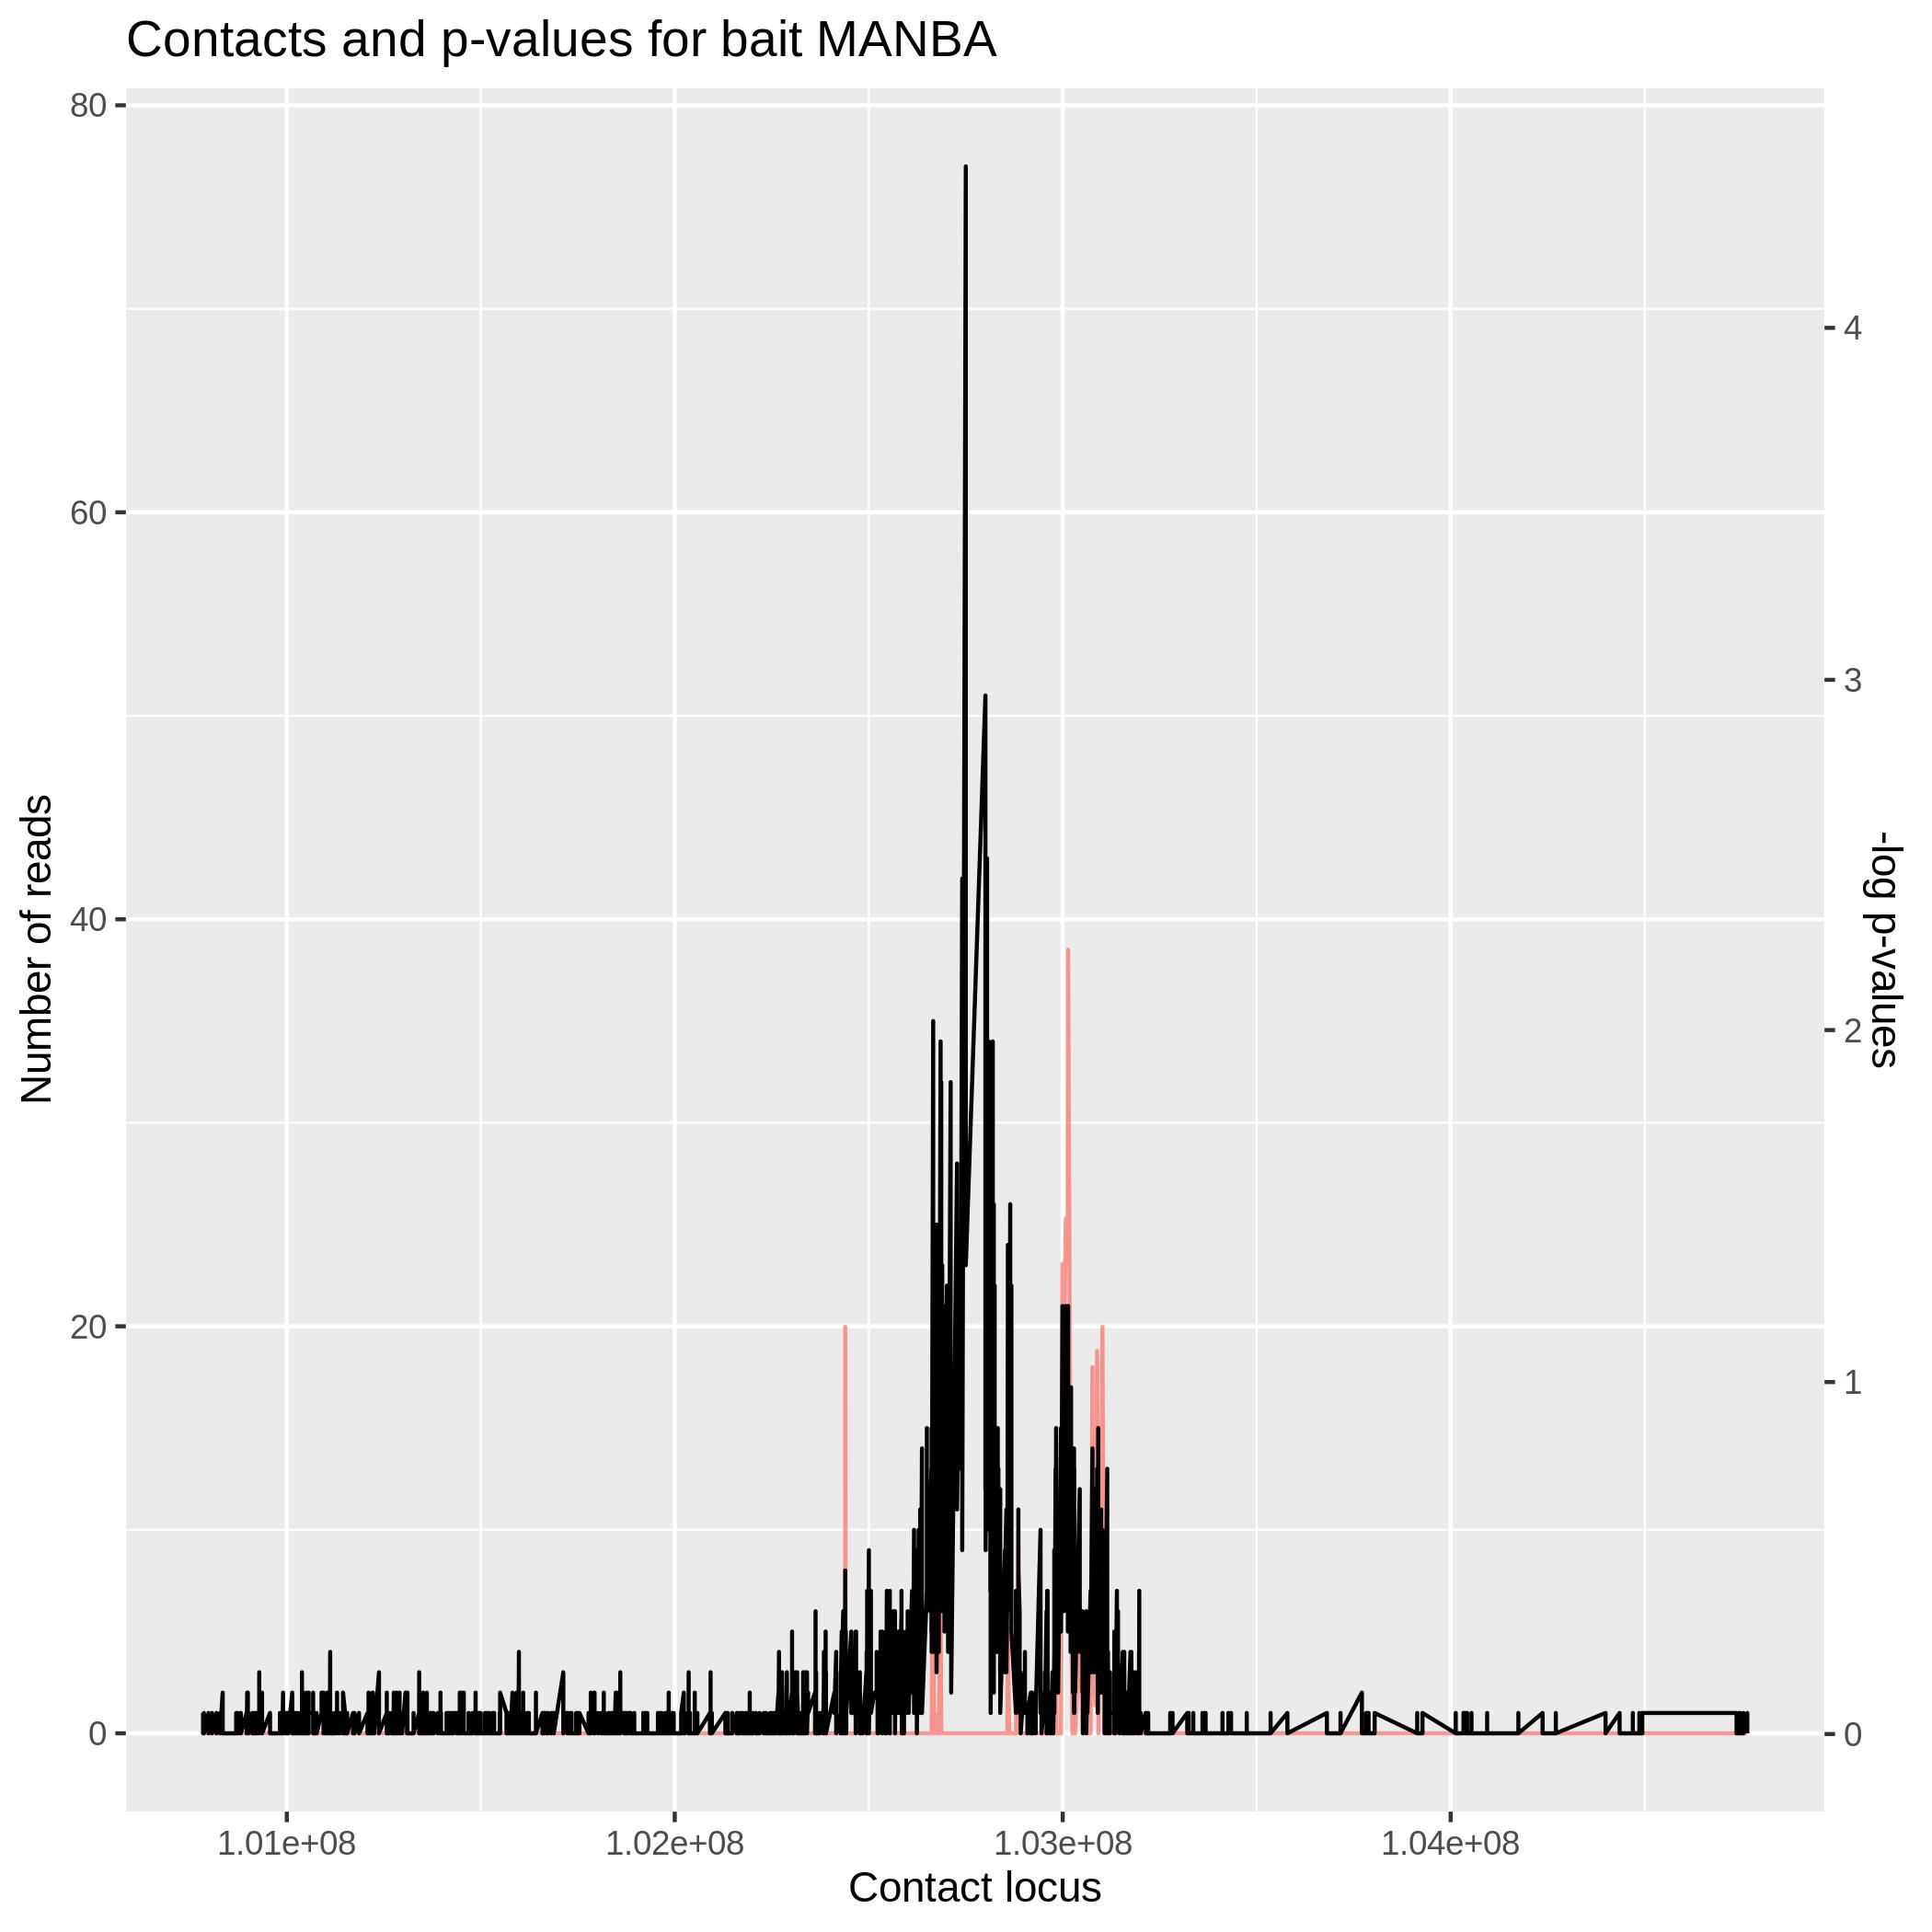 Contacts and p-values for bait MANBA
80
60
40
20
0
Number of reads
4
3
2
1
0
-log p-values
1.01e+08 1.02e+08 1.03e+08 1.04e+08
Contact locus